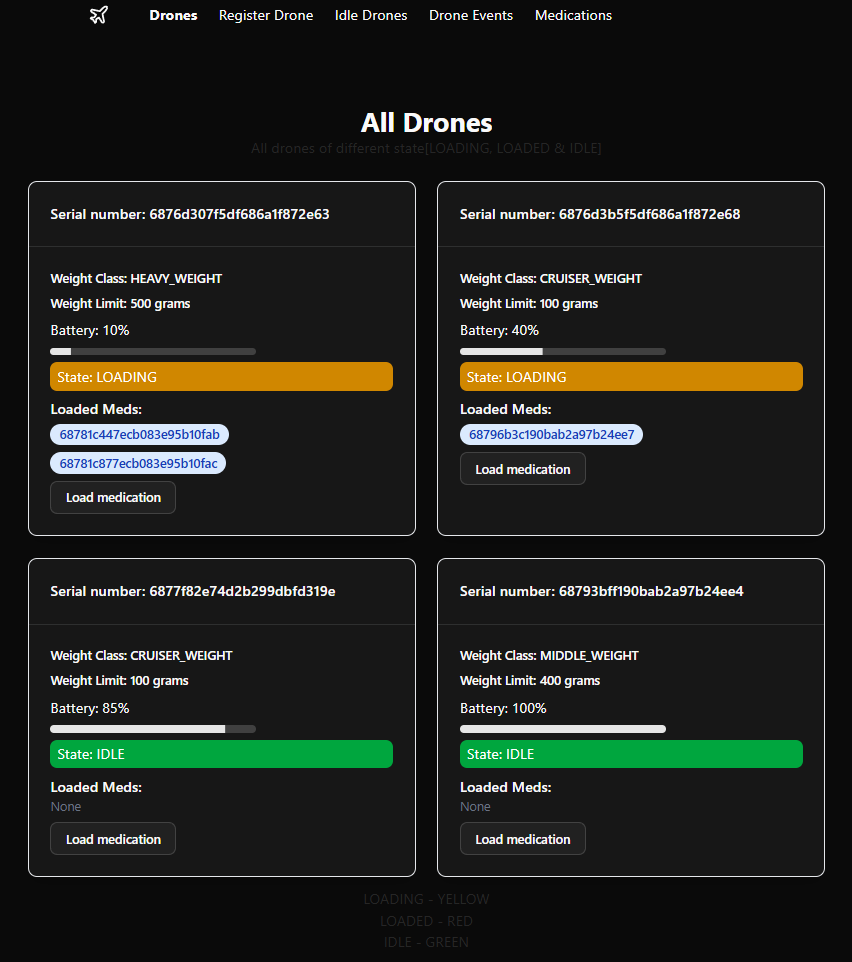 Drones Register Drone Idle Drones Drone Events Medications
All Drones
All drones of different state[LOADING, LOADED & IDLE]
Serial number: 6876d307f5df686a1f872e63
Weight Class: HEAVY_WEIGHT
Weight Limit: 500 grams
Battery: 10%
State: LOADING
Loaded Meds:
68781c447ecb083e95b10fab
68781c877ecb083e95b10fac
Load medication
Serial number: 6876d3b5f5df686a1f872e68
Weight Class: CRUISER_WEIGHT
Weight Limit: 100 grams
Battery: 40%
State: LOADING
Loaded Meds:
68796b3c190bab2a97b24ee7
Load medication
Serial number: 6877f82e74d2b299dbfd319e
Weight Class: CRUISER_WEIGHT
Weight Limit: 100 grams
Battery: 85%
State: IDLE
Loaded Meds:
None
Load medication
Serial number: 68793bff190bab2a97b24ee4
Weight Class: MIDDLE_WEIGHT
Weight Limit: 400 grams
Battery: 100%
State: IDLE
Loaded Meds:
None
Load medication
LOADING - YELLOW
LOADED - RED
IDLE - GREEN